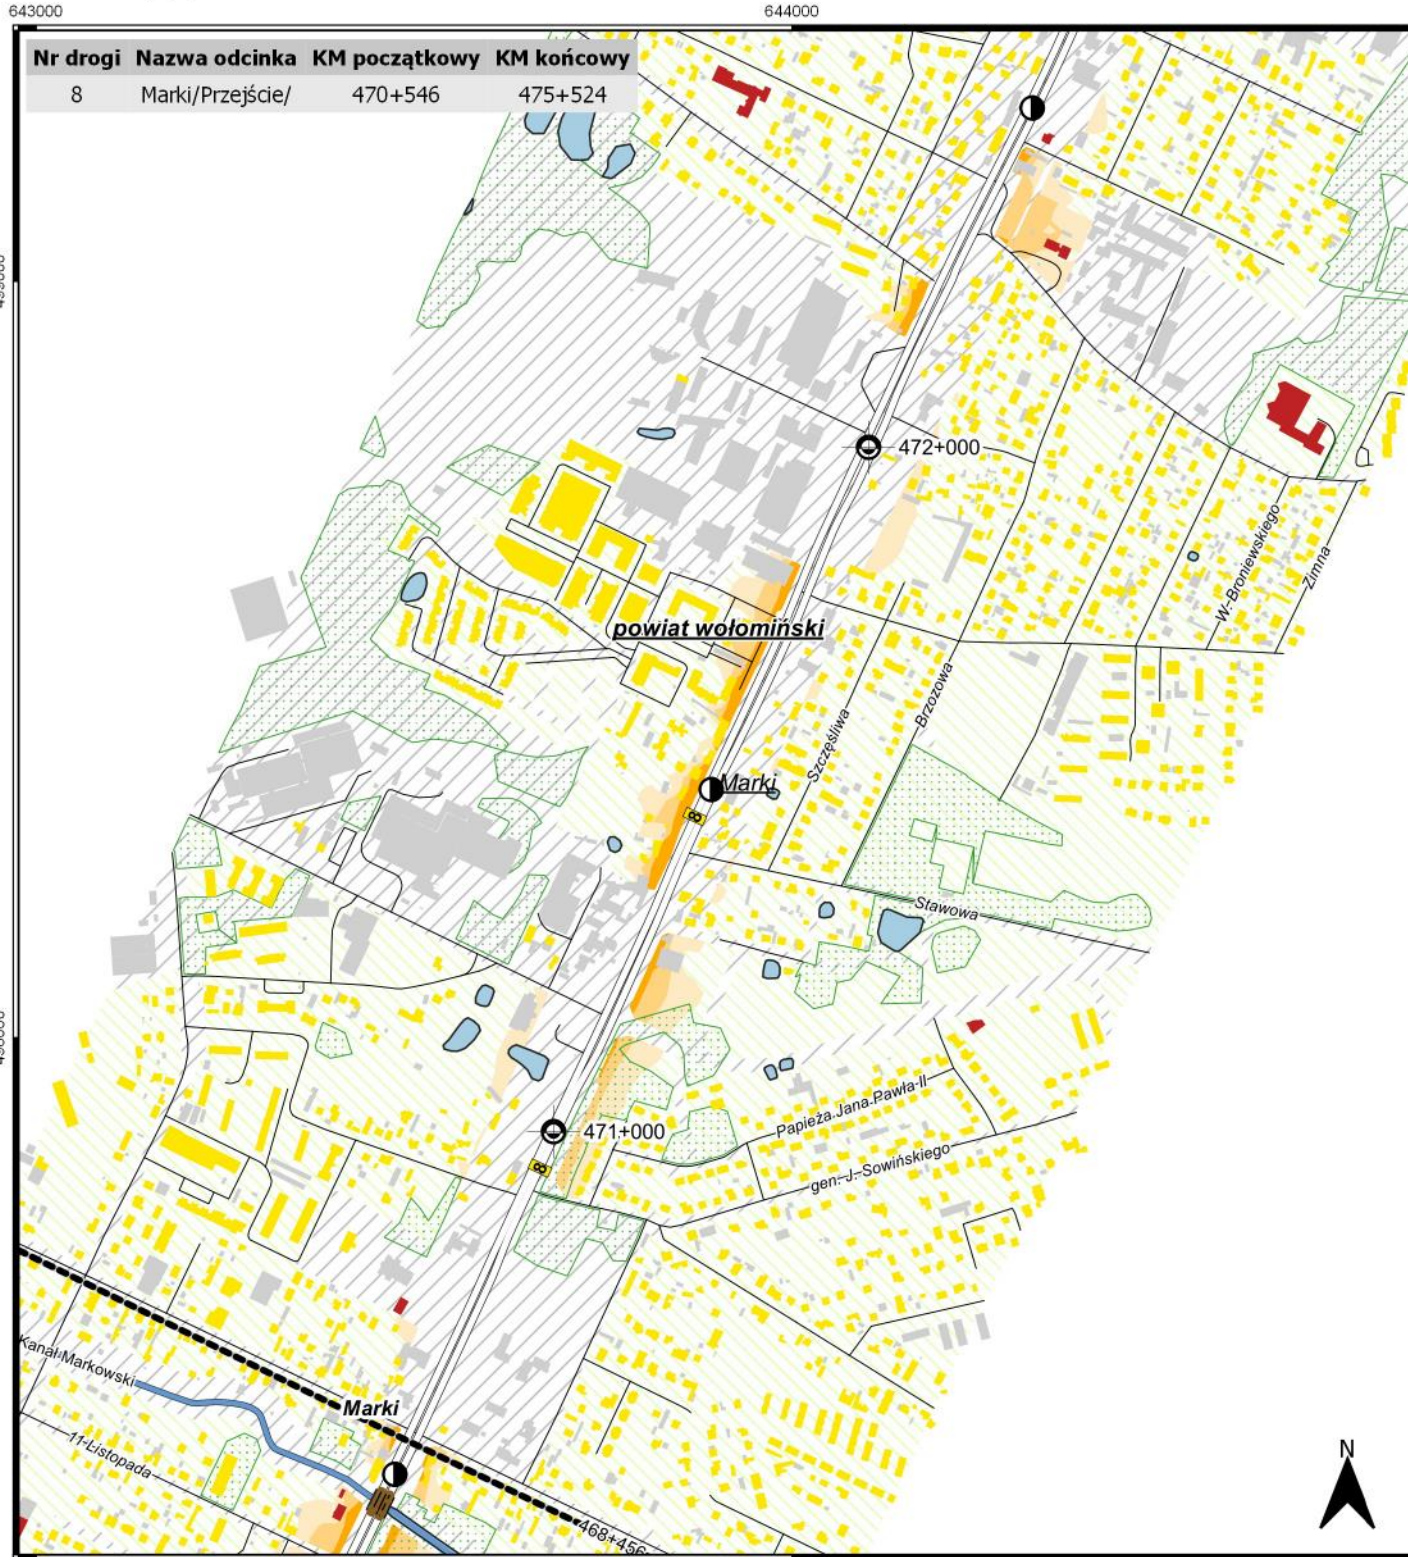 643000
644000
Nr drogi Nazwa odcinka KM początkowy KM końcowy
8 Marki/Przejście/ 470+546 475+524
472+000
W. Broniewskiego
Zimna
powiat wołomiński
Brzozowa
Szczęśliwa
Marki
8
Stawowa
Papieża Jana Pawła II
471+000
gen. J. Sowińskiego
8
Kanał Markowski
Marki
11 Listopada
468+456
N